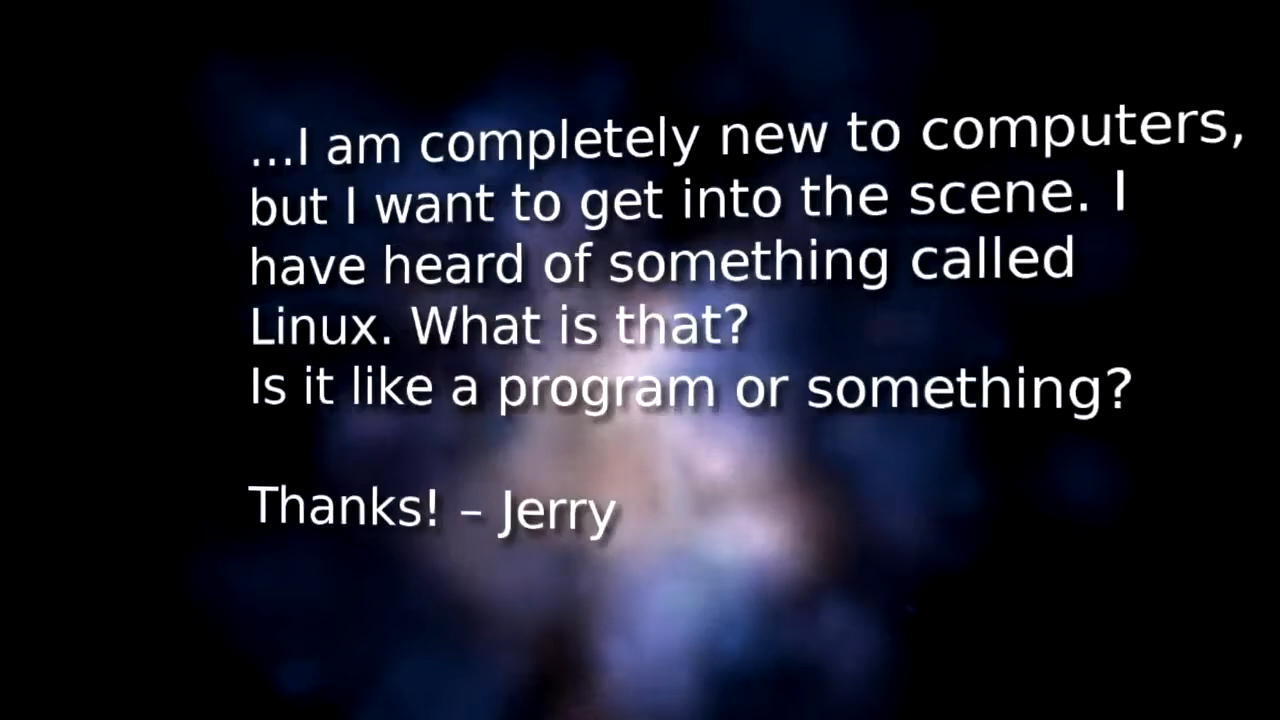 ...I am completely new to computers,
but I want to get into the scene. I
have heard of something called
Linux. What is that?
Is it like a program or something?
Thanks! – Jerry